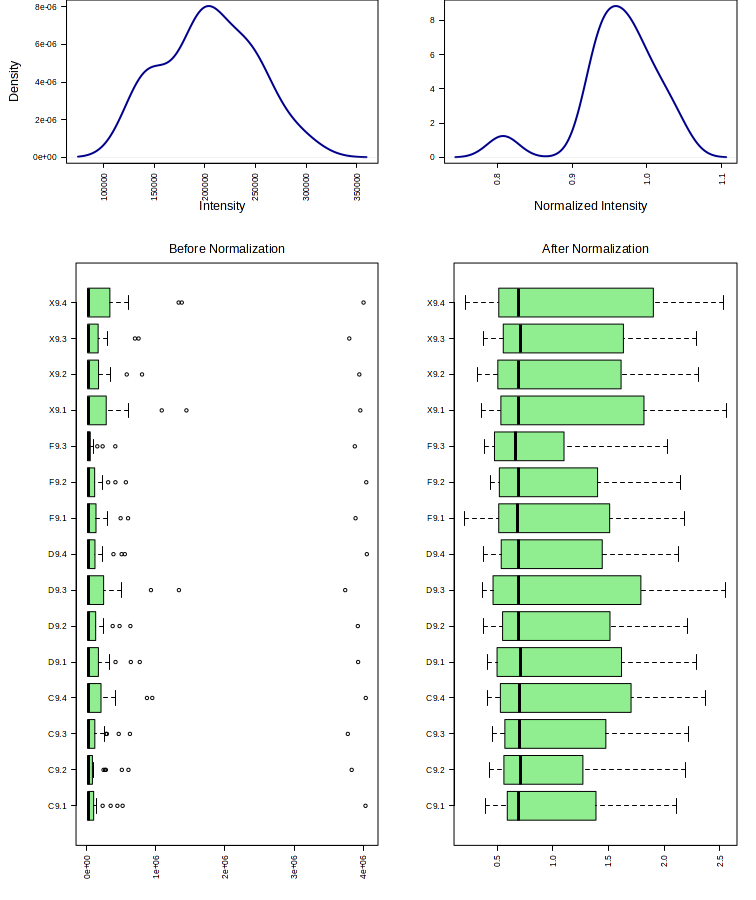 8e-06
6e-06
4e-06
2e-06
0e+00
Density
100000
150000
200000
250000
300000
350000
Intensity
8
6
4
2
0
0.8
0.9
1.0
1.1
Normalized Intensity
Before Normalization
X9.4
X9.3
X9.2
X9.1
F9.3
F9.2
F9.1
D9.4
D9.3
D9.2
D9.1
C9.4
C9.3
C9.2
C9.1
0e+00
1e+06
2e+06
3e+06
4e+06
After Normalization
X9.4
X9.3
X9.2
X9.1
F9.3
F9.2
F9.1
D9.4
D9.3
D9.2
D9.1
C9.4
C9.3
C9.2
C9.1
0.5
1.0
1.5
2.0
2.5